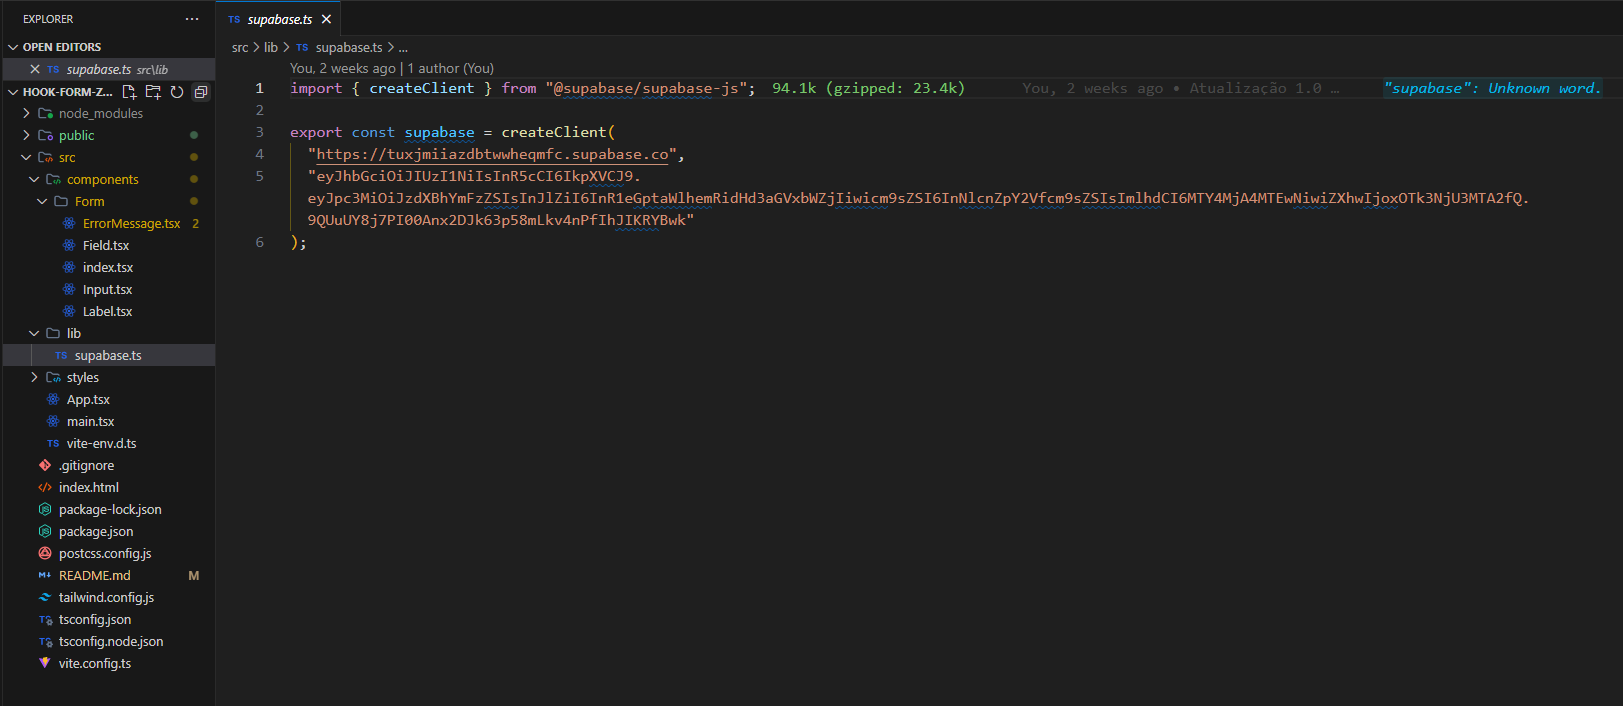 EXPLORER
···
TS supabase.ts ×
OPEN EDITORS
× TS supabase.ts src\lib
HOOK-FORM-Z...
node_modules
public
src
components
Form
ErrorMessage.tsx 2
Field.tsx
index.tsx
Input.tsx
Label.tsx
lib
TS supabase.ts
styles
App.tsx
main.tsx
TS vite-env.d.ts
.gitignore
index.html
package-lock.json
package.json
postcss.config.js
README.md M
tailwind.config.js
tsconfig.json
tsconfig.node.json
vite.config.ts
src > lib > TS supabase.ts > ...
You, 2 weeks ago | 1 author (You)
1 import { createClient } from "@supabase/supabase-js"; 94.1k (gzipped: 23.4k) You, 2 weeks ago • Atualização 1.0 … "supabase": Unknown word.
2
3 export const supabase = createClient(
4 "https://tuxjmiiazdbtwwheqmfc.supabase.co",
5 "eyJhbGciOiJIUzI1NiIsInR5cCI6IkpXVCJ9.
eyJpc3MiOiJzdXBhYmFzZSIsInJlZiI6InR1eGptaWlhemRidHd3aGVxbWZjIiwicm9sZSI6InNlcnZpY2Vfcm9sZSIsImlhdCI6MTY4MjA4MTEwNiwiZXhwIjoxOTk3NjU3MTA2fQ.
9QUuUY8j7PI00Anx2DJk63p58mLkv4nPfIhJIKRYBwk"
6 );